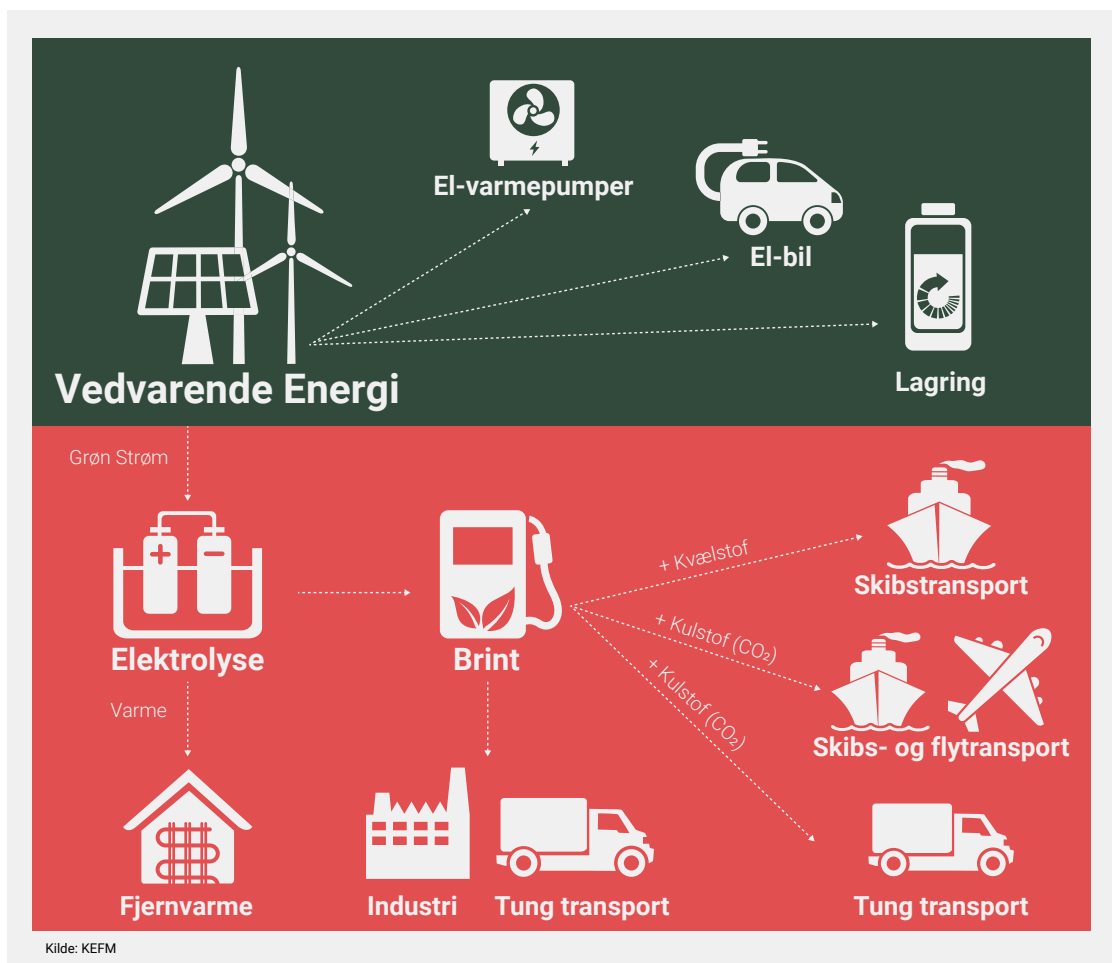 El-varmepumper
El-bil
Lagring
Vedvarende Energi
Grøn Strøm
+ Kvælstof
Skibstransport
+ Kulstof (CO₂)
+ Kulstof (CO₂)
Elektrolyse
Brint
Varme
Skibs- og flytransport
Fjernvarme
Industri
Tung transport
Tung transport
Kilde: KEFM